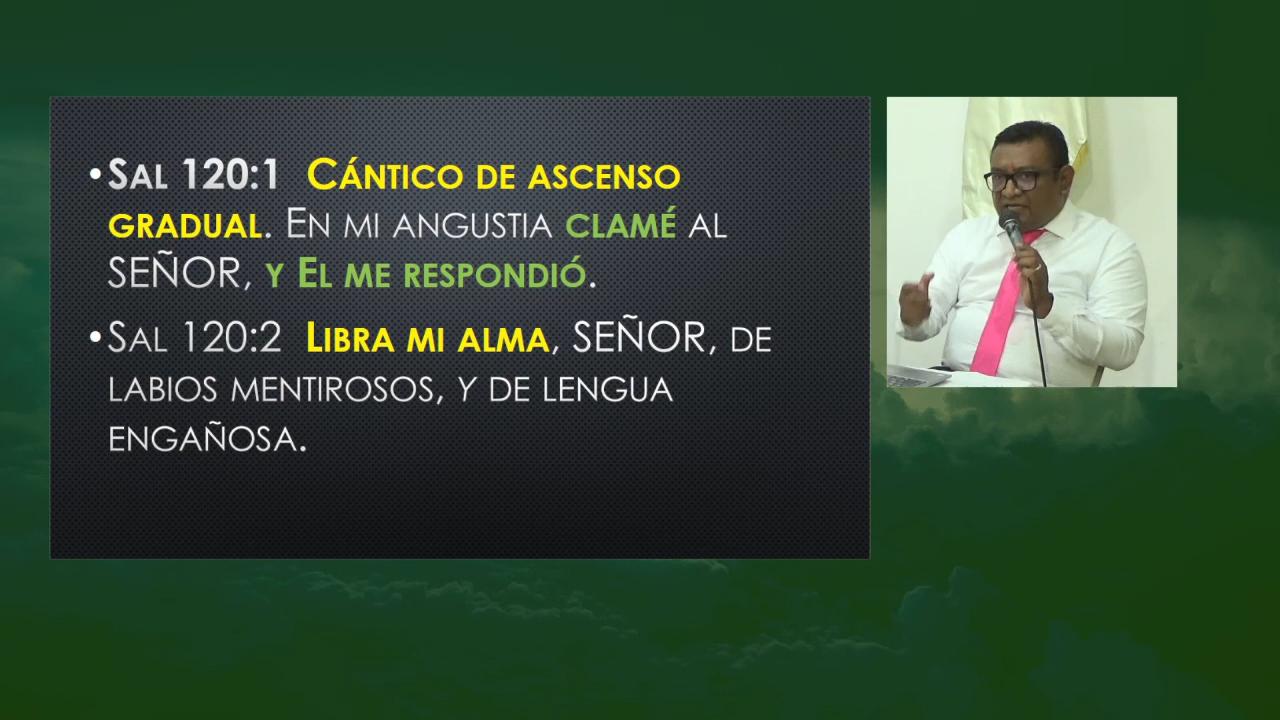 • Sal 120:1 Cántico de ascenso
gradual. En mi angustia clamé al
SEÑOR, y El me respondió.
• Sal 120:2 Libra mi alma, SEÑOR, de
labios mentirosos, y de lengua
engañosa.